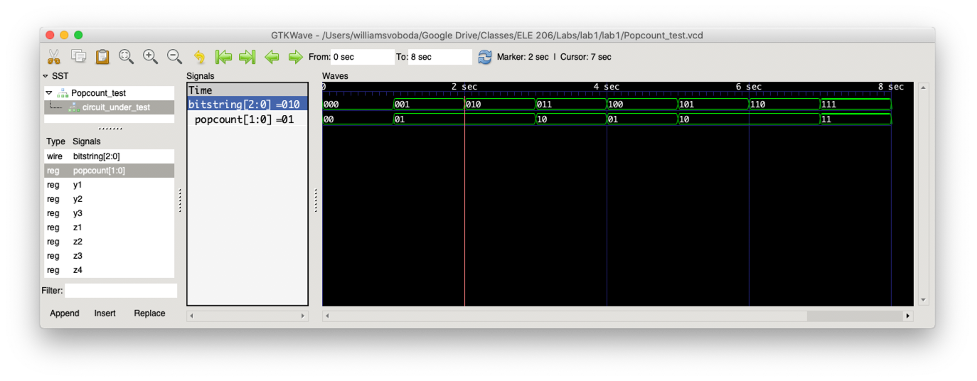 GTKWave - /Users/williamsvoboda/Google Drive/Classes/ELE 206/Labs/lab1/lab1/Popcount_test.vcd
From: 0 sec To: 8 sec Marker: 2 sec | Cursor: 7 sec
SST
Popcount_test
circuit_under_test
Type Signals
wire bitstring[2:0]
reg popcount[1:0]
reg y1
reg y2
reg y3
reg z1
reg z2
reg z3
reg z4
Filter:
Append Insert Replace
Signals
Time
bitstring[2:0] =010
popcount[1:0] =01
Waves
0 2 sec 4 sec 6 sec 8 sec
000 001 010 011 100 101 110 111
00 01 10 01 10 11